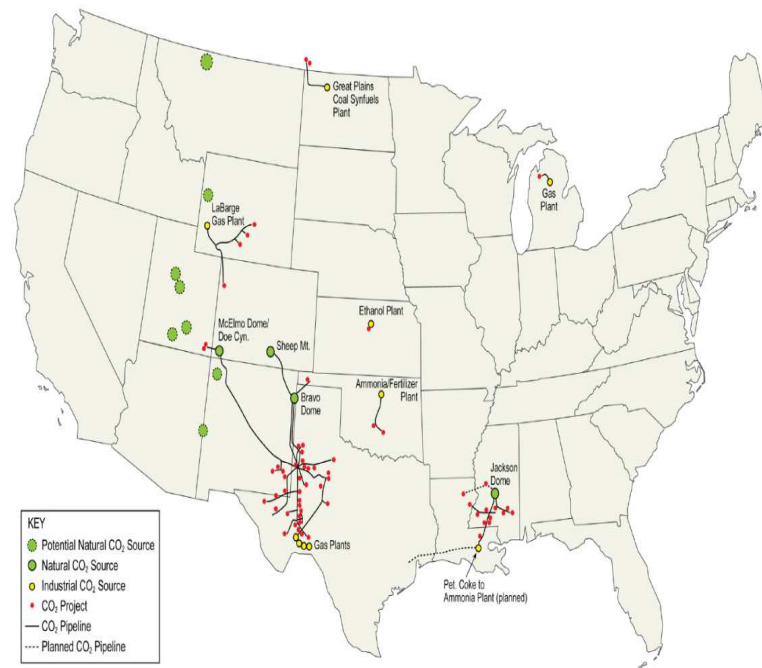 Great Plains
Coal Synfuels
Plant
Gas
Plant
LaBarge
Gas Plant
McElmo Dome/
Doe Cyn.
Sheep Mt.
Ethanol Plant
Ammonia/Fertilizer
Plant
Bravo
Dome
Jackson
Dome
Gas Plants
Pet. Coke to
Ammonia Plant (planned)
KEY
Potential Natural CO₂ Source
Natural CO₂ Source
Industrial CO₂ Source
CO₂ Project
CO₂ Pipeline
Planned CO₂ Pipeline